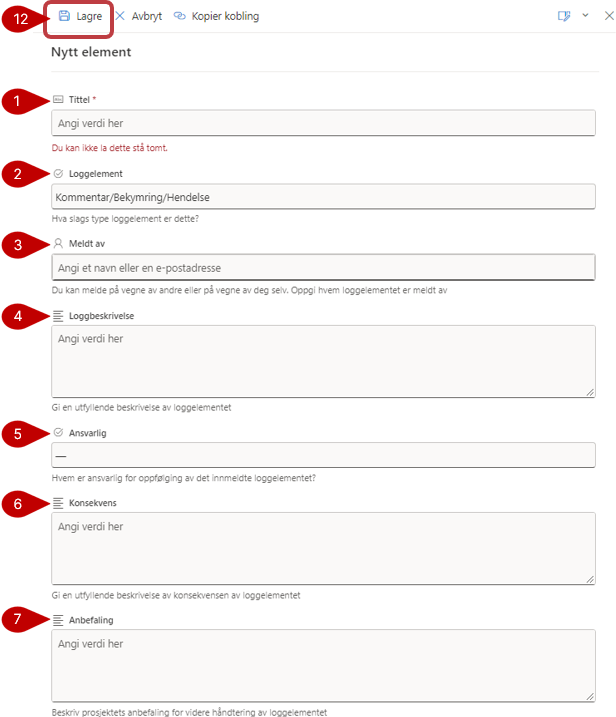 12 Lagre Avbryt Kopier kobling
Nytt element
1 Tittel *
Angi verdi her
Du kan ikke la dette stå tomt.
2 Loggelement
Kommentar/Bekymring/Hendelse
Hva slags type loggelement er dette?
3 Meldt av
Angi et navn eller en e-postadresse
Du kan melde på vegne av andre eller på vegne av deg selv. Oppgi hvem loggelementet er meldt av
4 Loggbeskrivelse
Angi verdi her
Gi en utfyllende beskrivelse av loggelementet
5 Ansvarlig
—
Hvem er ansvarlig for oppfølging av det innmeldte loggelementet?
6 Konsekvens
Angi verdi her
Gi en utfyllende beskrivelse av konsekvensen av loggelementet
7 Anbefaling
Angi verdi her
Beskriv prosjektets anbefaling for videre håndtering av loggelementet